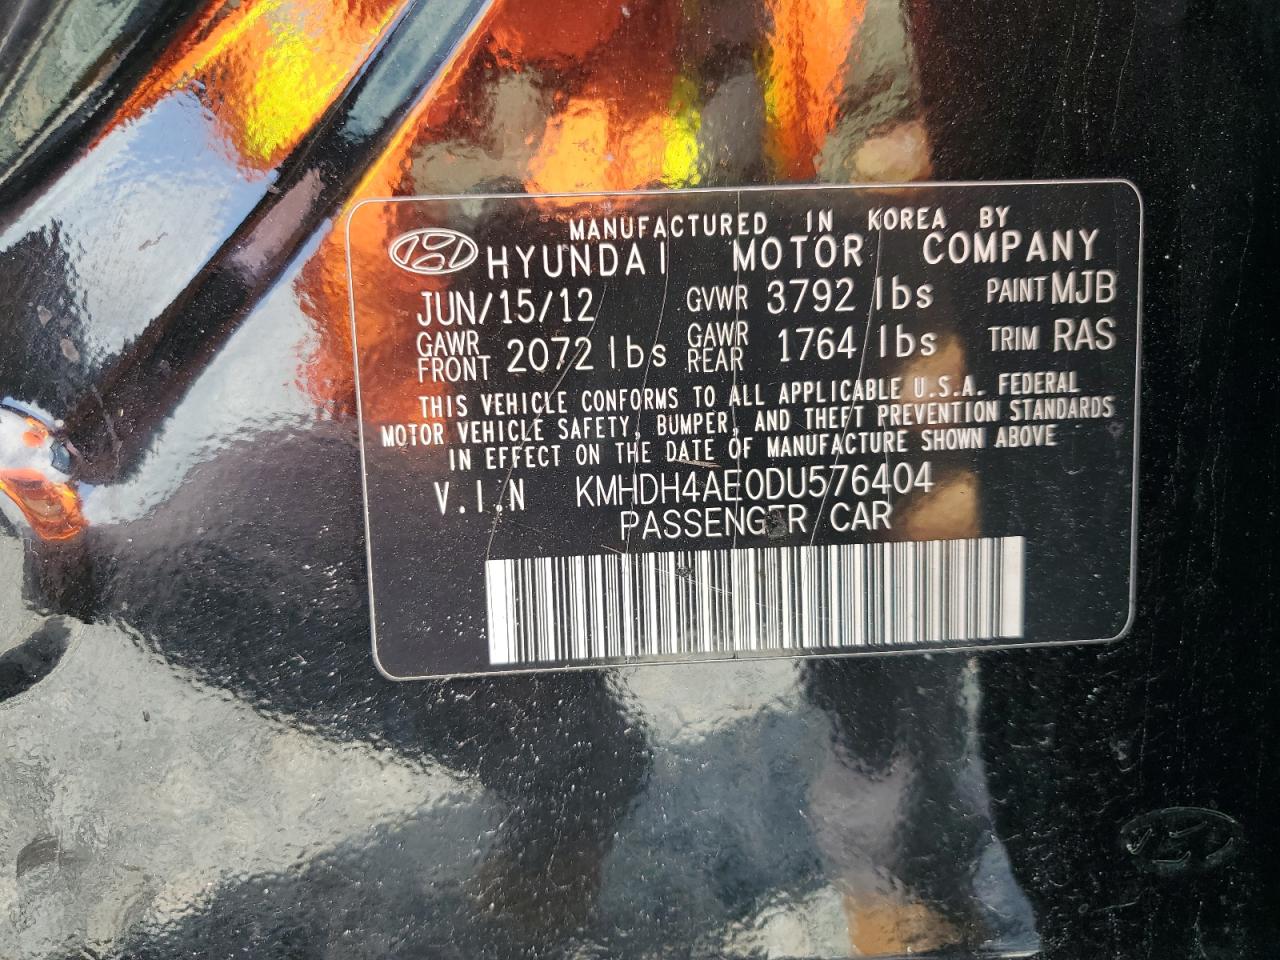 MANUFACTURED IN KOREA BY
HYUNDAI MOTOR COMPANY
JUN/15/12 GVWR 3792 lbs PAINT MJB
GAWR FRONT 2072 lbs GAWR REAR 1764 lbs TRIM RAS
THIS VEHICLE CONFORMS TO ALL APPLICABLE U.S.A. FEDERAL
MOTOR VEHICLE SAFETY, BUMPER, AND THEFT PREVENTION STANDARDS
IN EFFECT ON THE DATE OF MANUFACTURE SHOWN ABOVE
V.I.N KMHDH4AE0DU576404
PASSENGER CAR